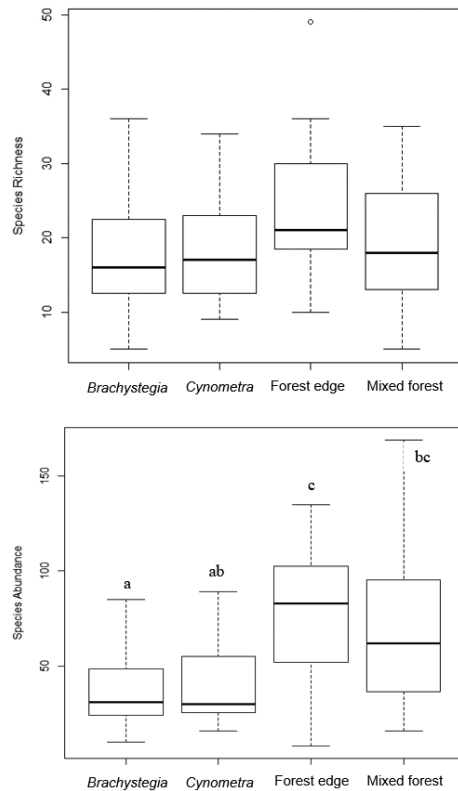 Species Richness
50
40
30
20
10
Brachystegia Cynometra Forest edge Mixed forest
Species Abundance
150
100
50
a ab c bc
Brachystegia Cynometra Forest edge Mixed forest